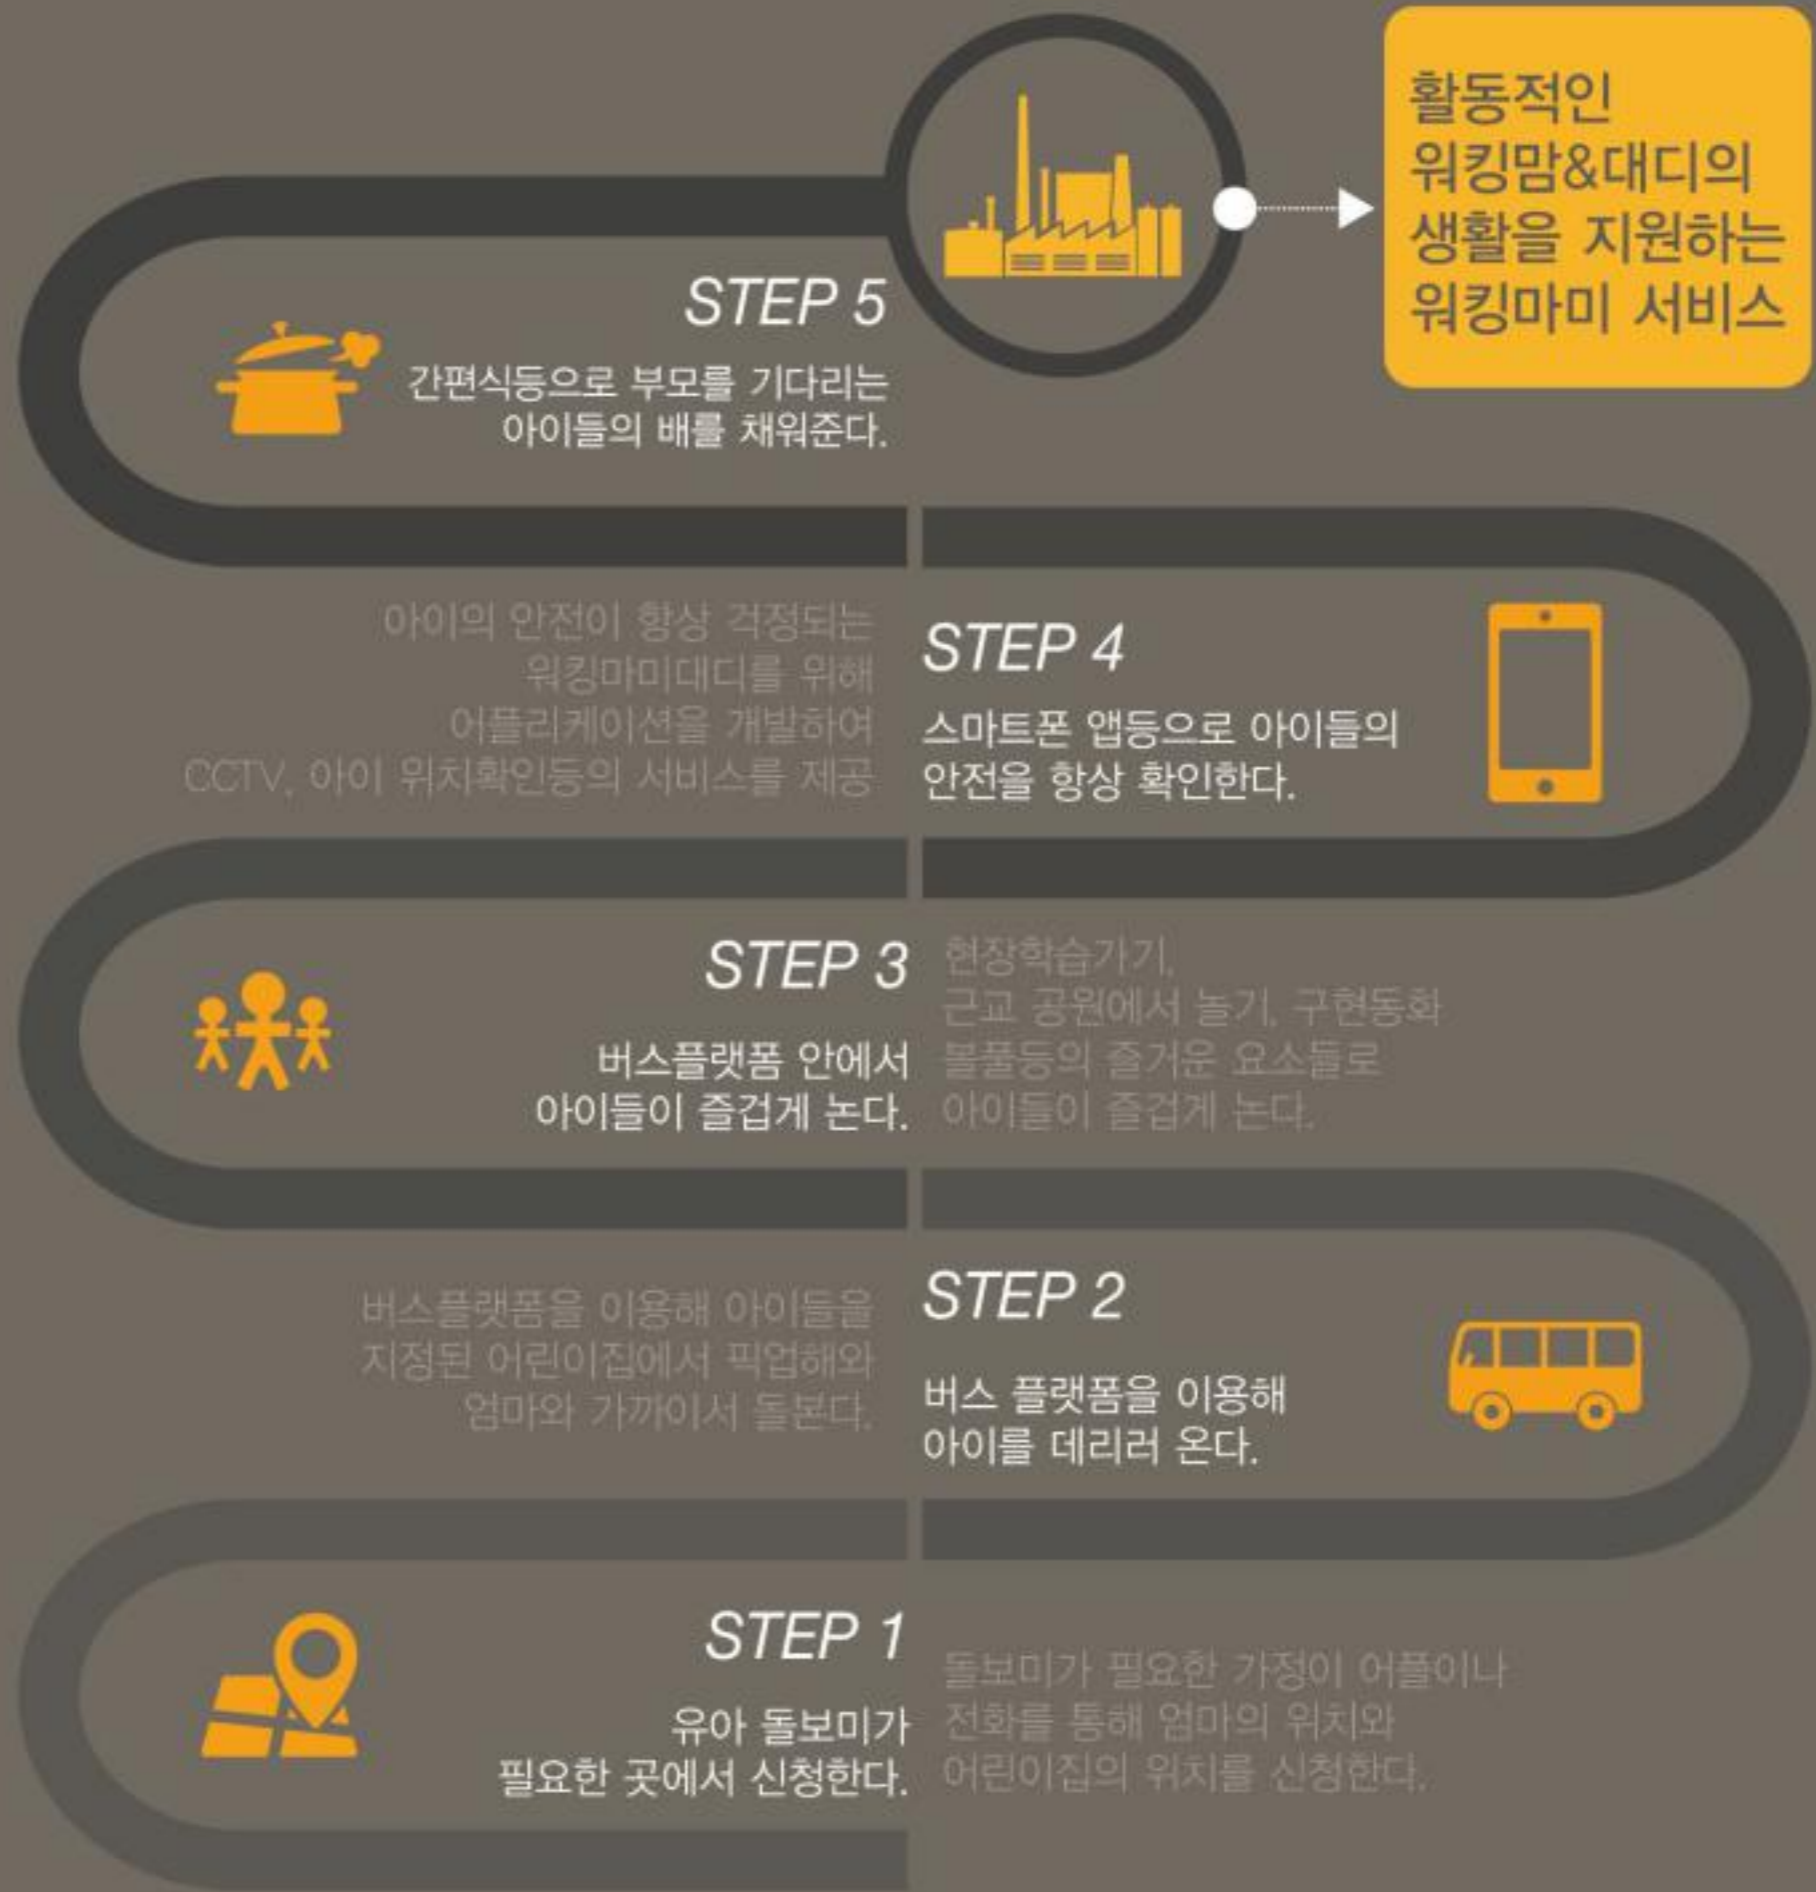 활동적인
워킹맘&대디의
생활을 지원하는
워킹마미 서비스
STEP 5
간편식등으로 부모를 기다리는
아이들의 배를 채워준다.
아이의 안전이 항상 걱정되는
워킹마미대디를 위해
어플리케이션을 개발하여
CCTV, 아이 위치확인등의 서비스를 제공
STEP 4
스마트폰 앱등으로 아이들의
안전을 항상 확인한다.
STEP 3
버스플랫폼 안에서
아이들이 즐겁게 논다.
현장학습가기,
근교 공원에서 놀기, 구현동화
볼풀등의 즐거운 요소들로
아이들이 즐겁게 논다.
버스플랫폼을 이용해 아이들을
지정된 어린이집에서 픽업해와
엄마와 가까이서 돌본다.
STEP 2
버스 플랫폼을 이용해
아이를 데리러 온다.
STEP 1
유아 돌보미가
필요한 곳에서 신청한다.
돌보미가 필요한 가정이 어플이나
전화를 통해 엄마의 위치와
어린이집의 위치를 신청한다.